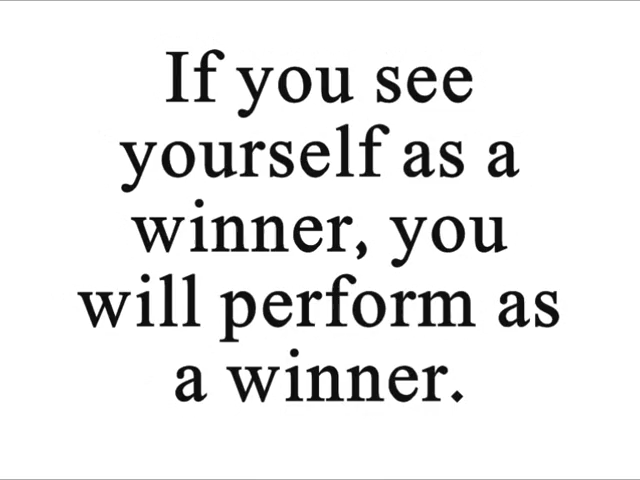 If you see
yourself as a
winner, you
will perform as
a winner.